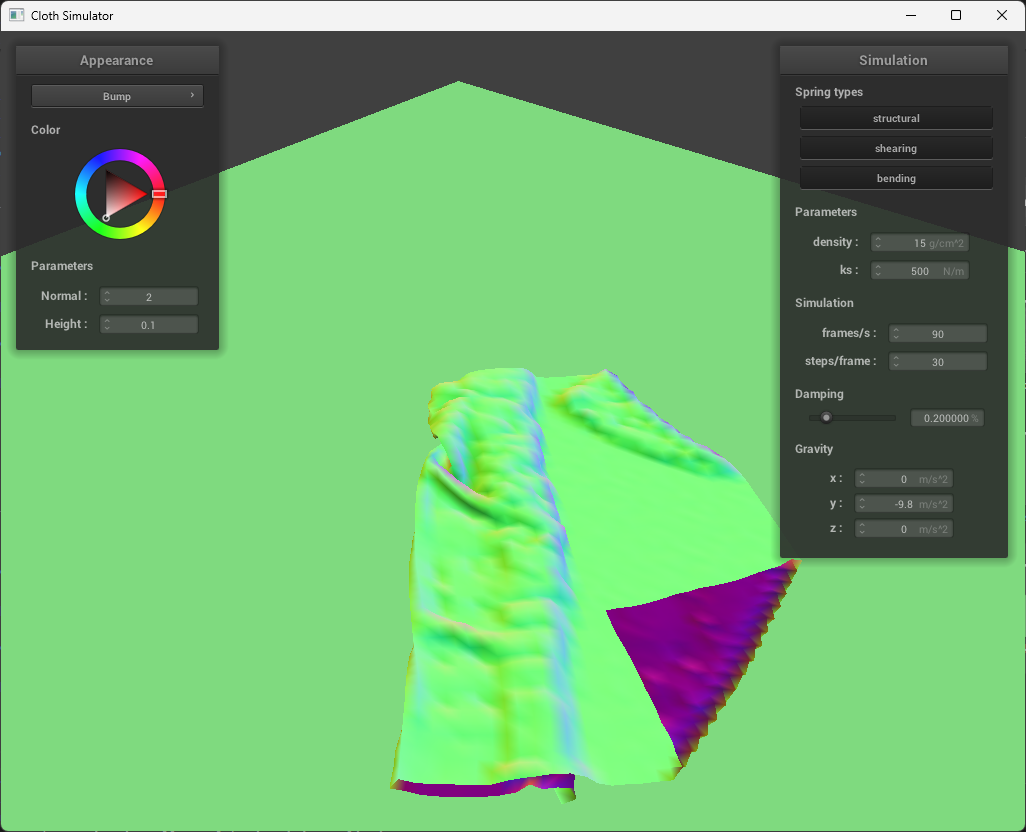 Cloth Simulator
Appearance
Bump
Color
Parameters
Normal : 2
Height : 0.1
Simulation
Spring types
structural
shearing
bending
Parameters
density : 15 g/cm^2
ks : 500 N/m
Simulation
frames/s : 90
steps/frame : 30
Damping
0.200000 %
Gravity
x : 0 m/s^2
y : -9.8 m/s^2
z : 0 m/s^2